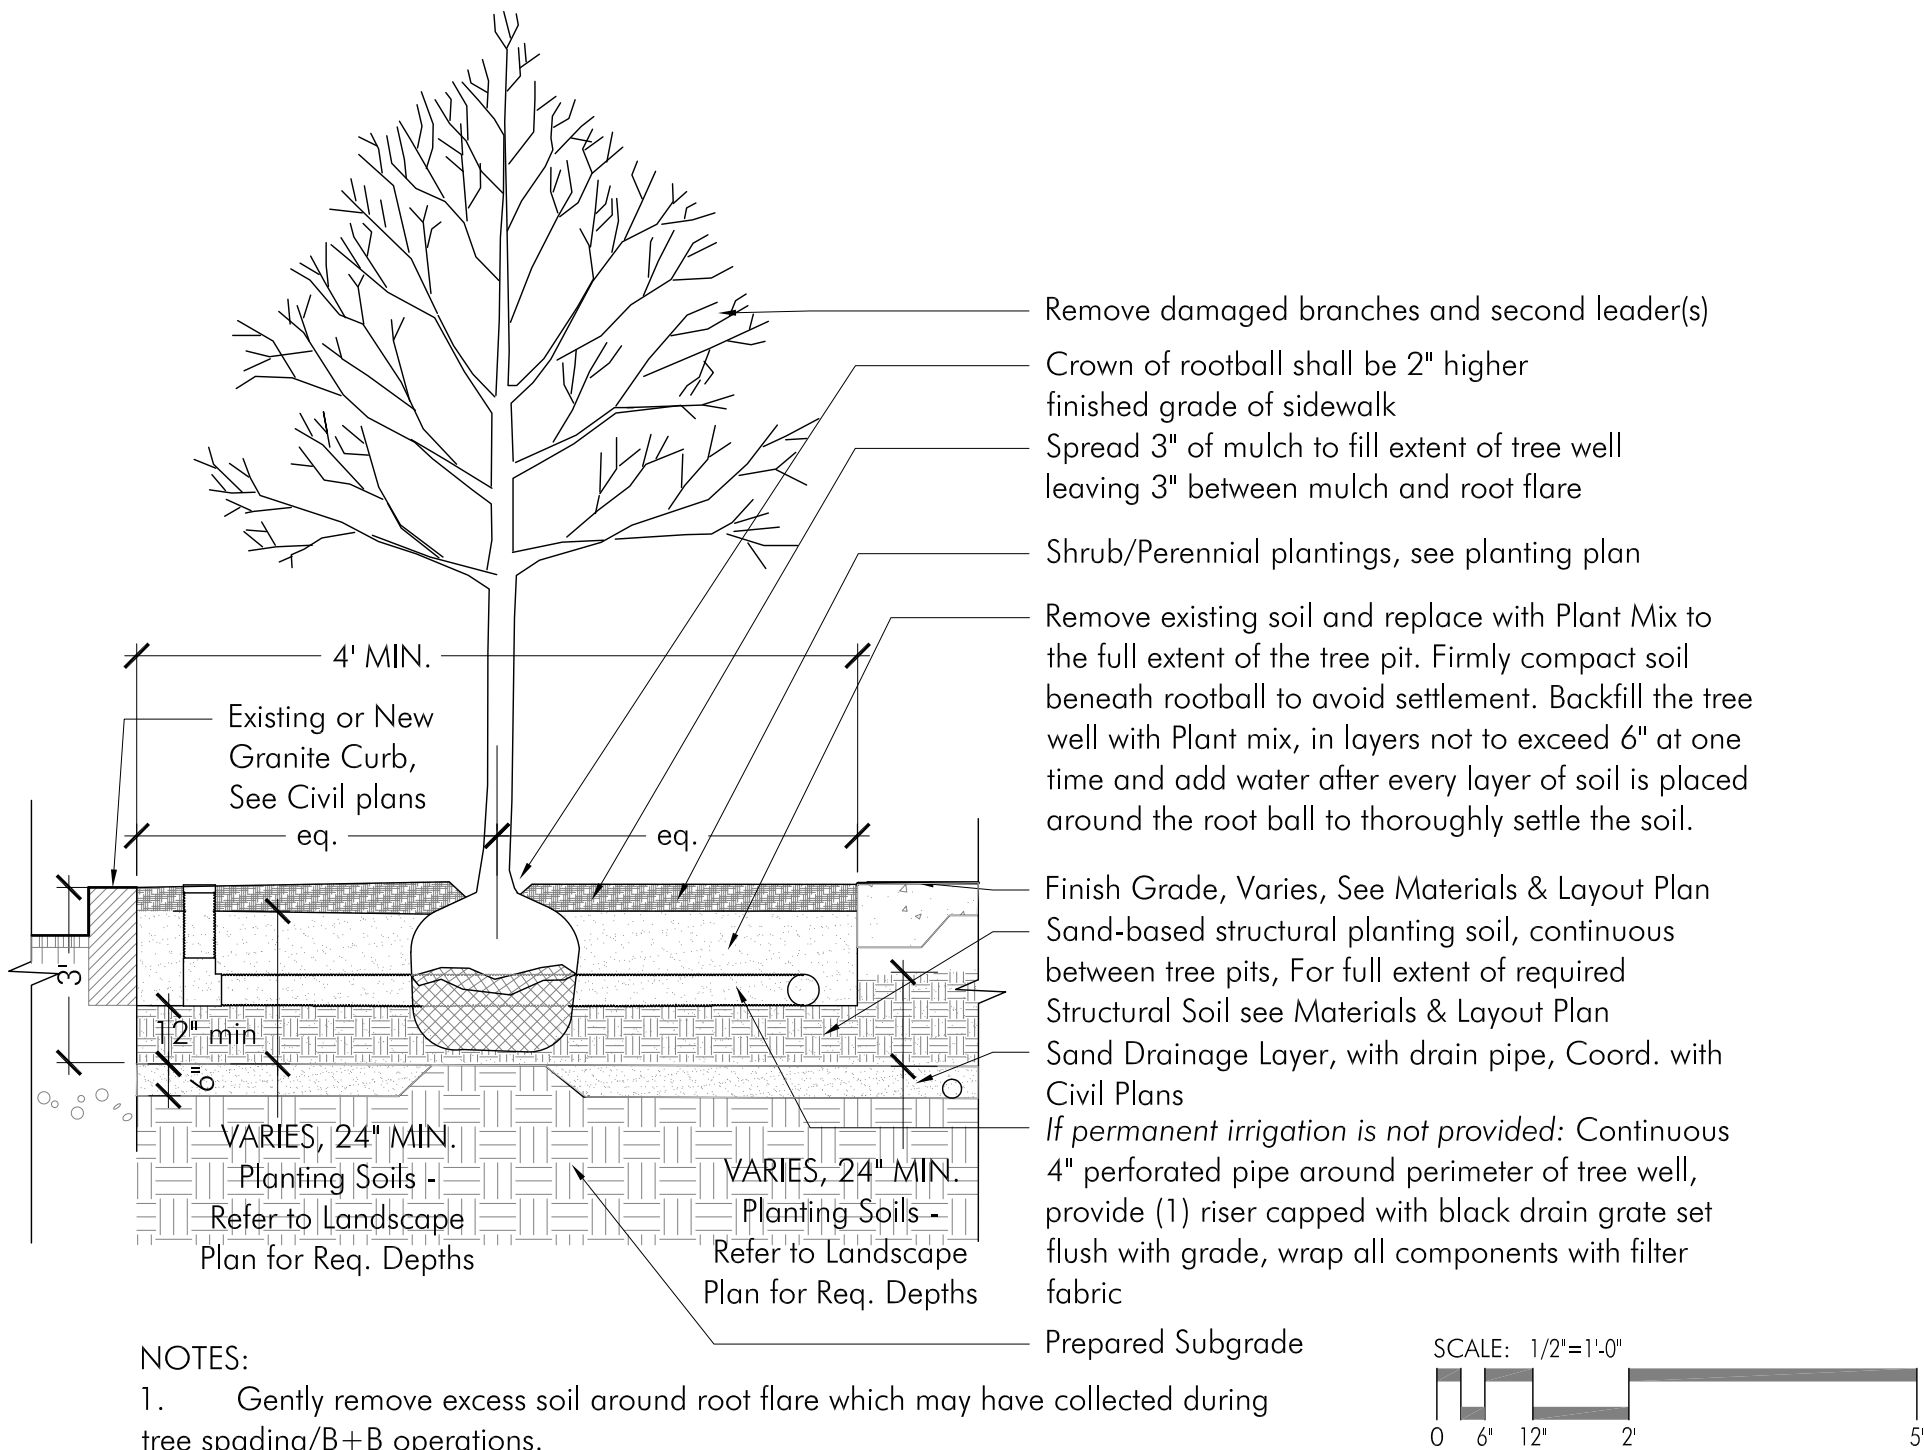 Remove damaged branches and second leader(s)
Crown of rootball shall be 2" higher
finished grade of sidewalk
Spread 3" of mulch to fill extent of tree well
leaving 3" between mulch and root flare
Shrub/Perennial plantings, see planting plan
Remove existing soil and replace with Plant Mix to
the full extent of the tree pit. Firmly compact soil
beneath rootball to avoid settlement. Backfill the tree
well with Plant mix, in layers not to exceed 6" at one
time and add water after every layer of soil is placed
around the root ball to thoroughly settle the soil.
4' MIN.
Existing or New
Granite Curb,
See Civil plans
eq.
eq.
3'
12" min
6"
Finish Grade, Varies, See Materials & Layout Plan
Sand-based structural planting soil, continuous
between tree pits, For full extent of required
Structural Soil see Materials & Layout Plan
Sand Drainage Layer, with drain pipe, Coord. with
Civil Plans
If permanent irrigation is not provided: Continuous
4" perforated pipe around perimeter of tree well,
provide (1) riser capped with black drain grate set
flush with grade, wrap all components with filter
fabric
Prepared Subgrade
VARIES, 24" MIN.
Planting Soils -
Refer to Landscape
Plan for Req. Depths
VARIES, 24" MIN.
Planting Soils -
Refer to Landscape
Plan for Req. Depths
NOTES:
1. Gently remove excess soil around root flare which may have collected during
tree spading/B+B operations.
SCALE: 1/2"=1'-0"
0 6" 12" 2' 5'